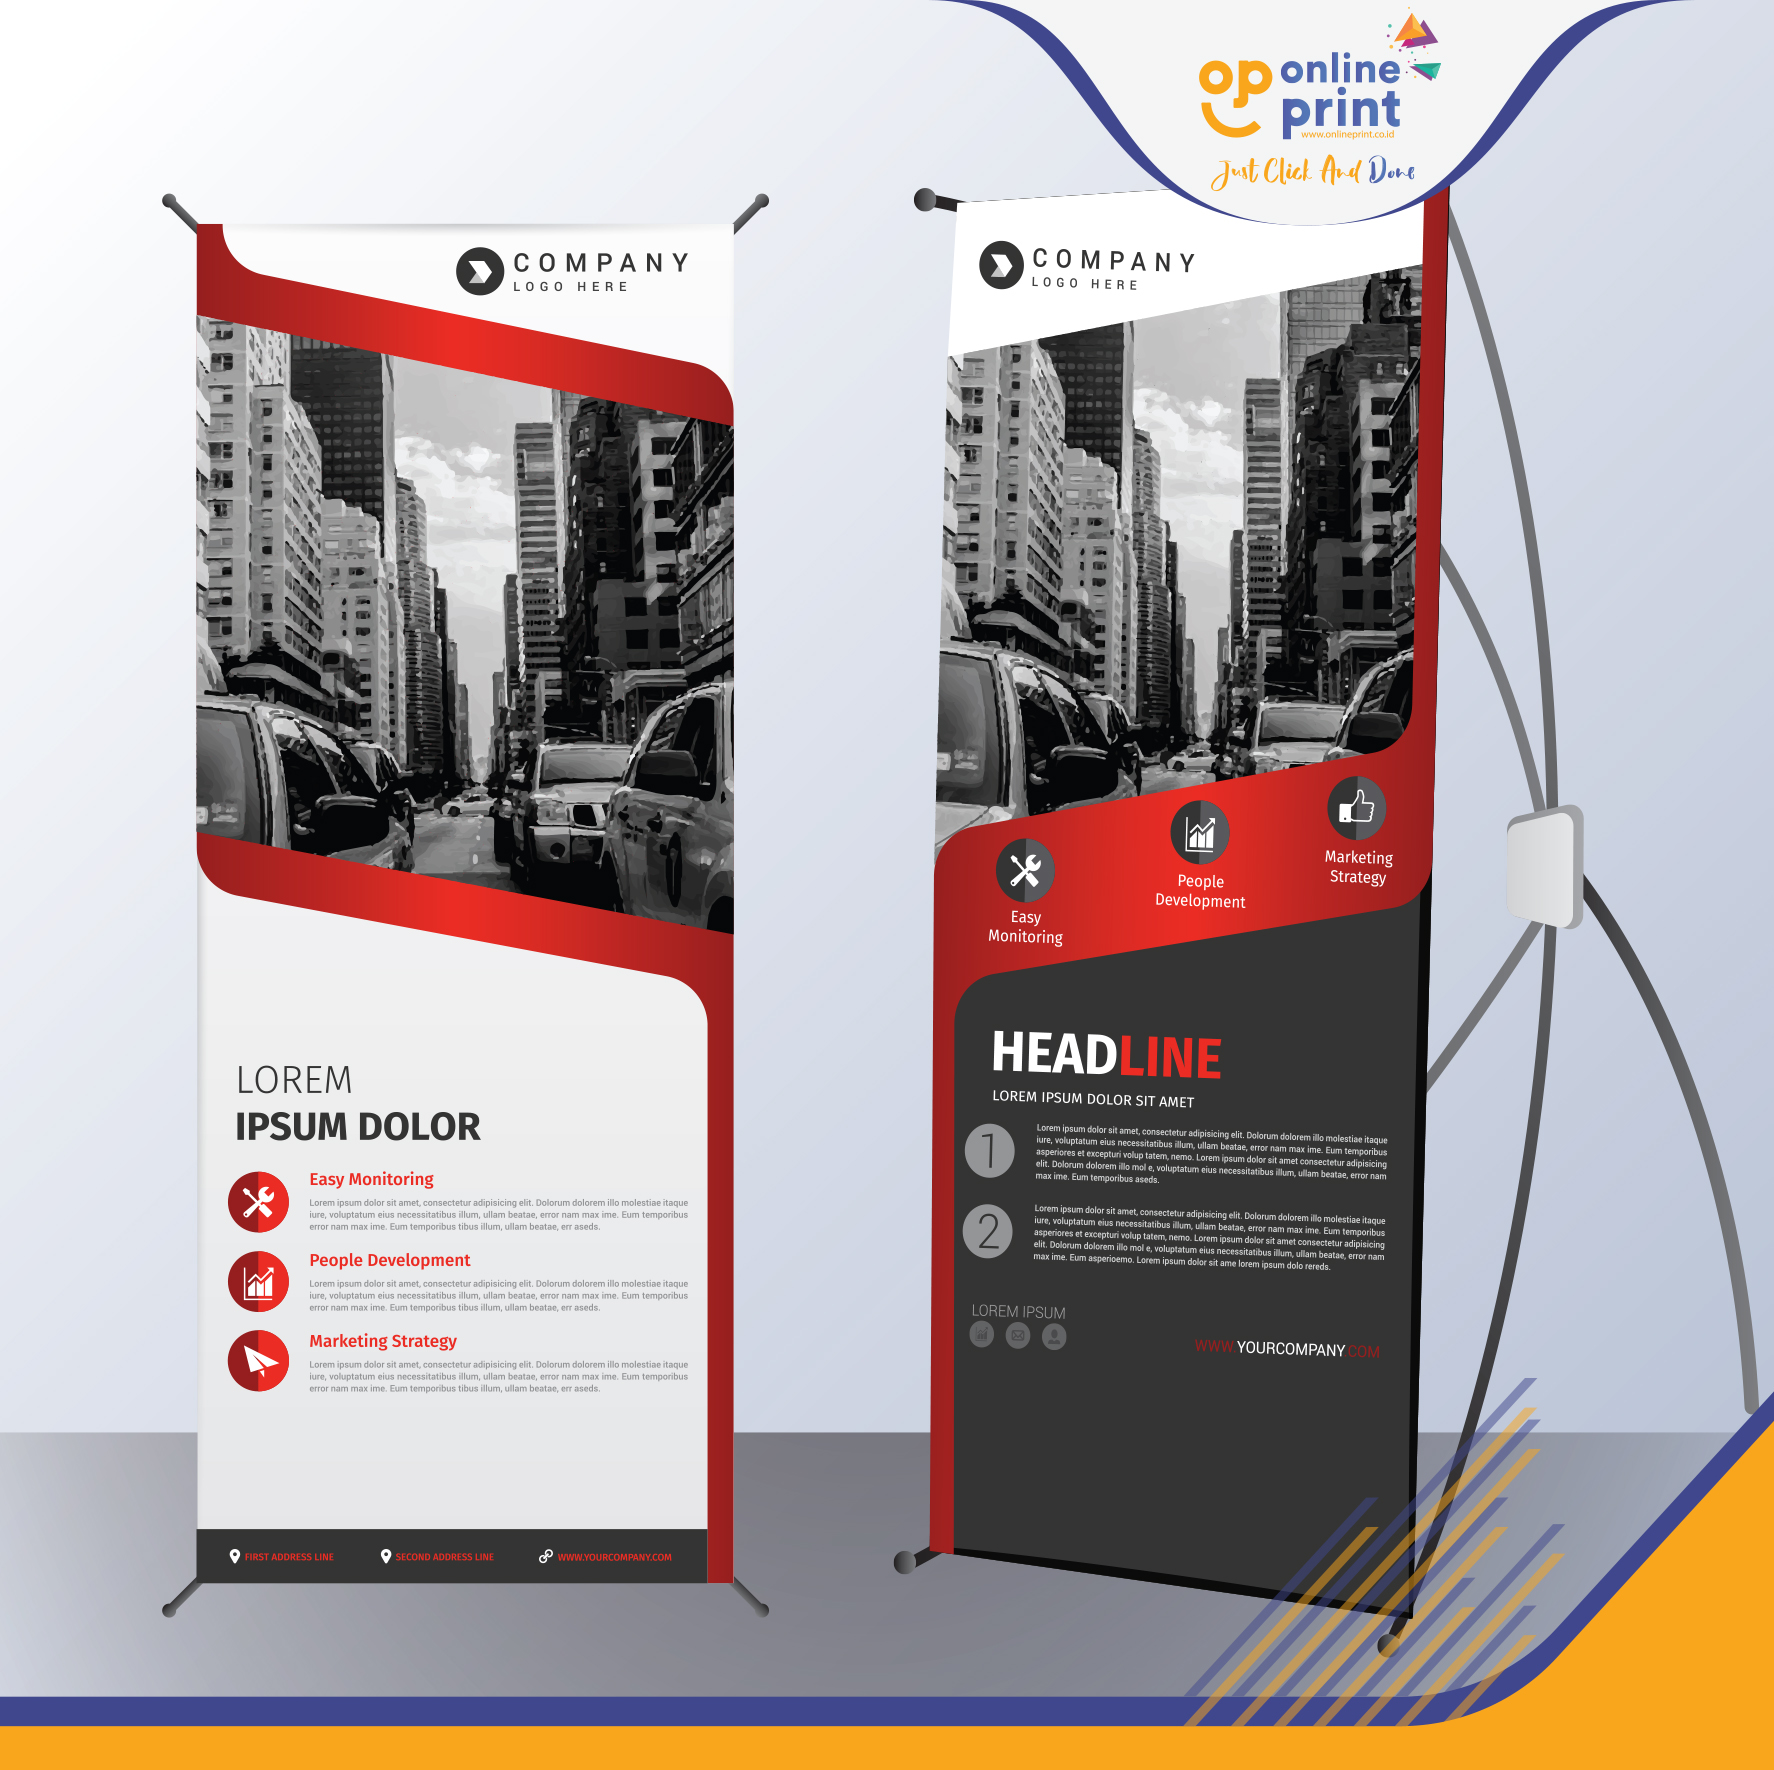 op online
print
www.onlineprint.co.id
Just Click And Done
COMPANY
LOGO HERE
LOREM
IPSUM DOLOR
Easy Monitoring
Lorem ipsum dolor sit amet, consectetur adipisicing elit. Dolorum dolorem illo molestiae itaque
iure, voluptatum eius necessitatibus illum, ullam beatae, error nam max ime. Eum temporibus
error nam max ime. Eum temporibus tibus illum, ullam beatae, err aseds.
People Development
Lorem ipsum dolor sit amet, consectetur adipisicing elit. Dolorum dolorem illo molestiae itaque
iure, voluptatum eius necessitatibus illum, ullam beatae, error nam max ime. Eum temporibus
error nam max ime. Eum temporibus tibus illum, ullam beatae, err aseds.
Marketing Strategy
Lorem ipsum dolor sit amet, consectetur adipisicing elit. Dolorum dolorem illo molestiae itaque
iure, voluptatum eius necessitatibus illum, ullam beatae, error nam max ime. Eum temporibus
error nam max ime. Eum temporibus tibus illum, ullam beatae, err aseds.
FIRST ADDRESS LINE
SECOND ADDRESS LINE
WWW.YOURCOMPANY.COM
COMPANY
LOGO HERE
Easy
Monitoring
People
Development
Marketing
Strategy
HEADLINE
LOREM IPSUM DOLOR SIT AMET
1
Lorem ipsum dolor sit amet, consectetur adipisicing elit. Dolorum dolorem illo molestiae itaque
iure, voluptatum eius necessitatibus illum, ullam beatae, error nam max ime. Eum temporibus
asperiores et excepturi volup tatem, nemo. Lorem ipsum dolor sit amet consectetur adipisicing
elit. Dolorum dolorem illo mol e, voluptatum eius necessitatibus illum, ullam beatae, error nam
max ime. Eum temporibus aseds.
2
Lorem ipsum dolor sit amet, consectetur adipisicing elit. Dolorum dolorem illo molestiae itaque
iure, voluptatum eius necessitatibus illum, ullam beatae, error nam max ime. Eum temporibus
asperiores et excepturi volup tatem, nemo. Lorem ipsum dolor sit amet consectetur adipisicing
elit. Dolorum dolorem illo mol e, voluptatum eius necessitatibus illum, ullam beatae, error nam
max ime. Eum asperioemo. Lorem ipsum dolor sit ame lorem ipsum dolo rereds.
LOREM IPSUM
WWW.YOURCOMPANY.COM